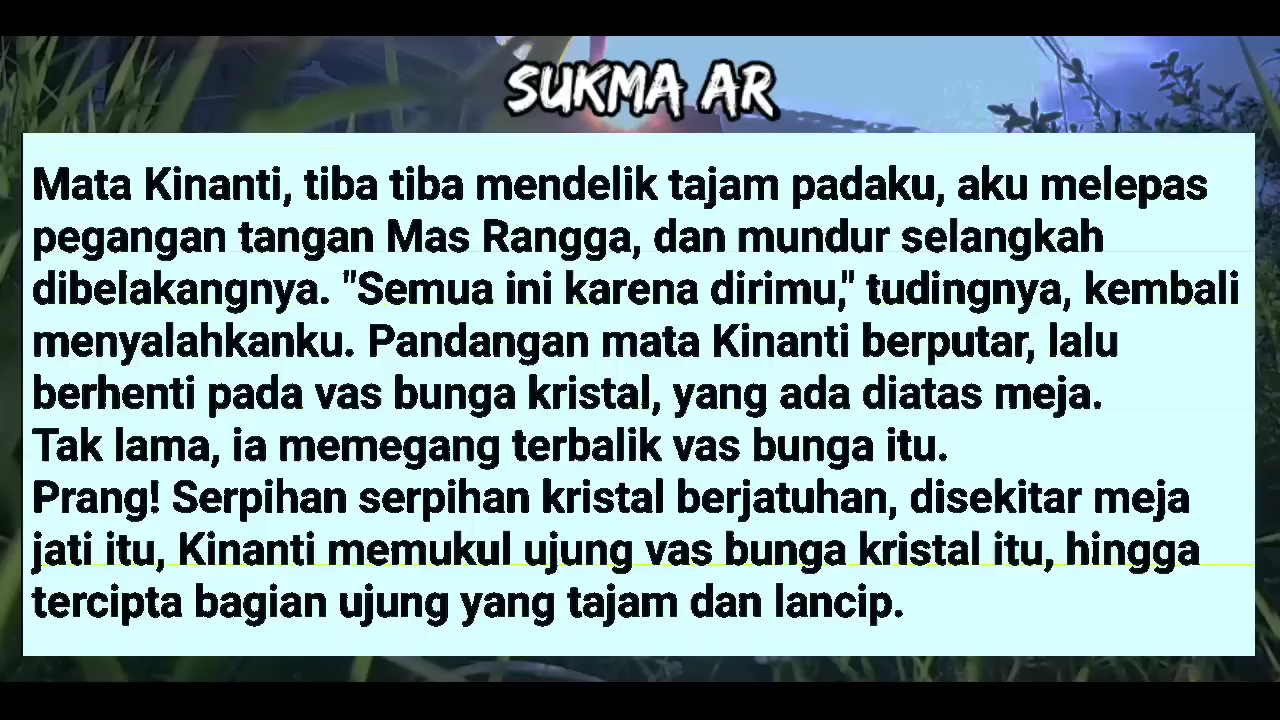 SUKMA AR
Mata Kinanti, tiba tiba mendelik tajam padaku, aku melepas
pegangan tangan Mas Rangga, dan mundur selangkah
dibelakangnya. "Semua ini karena dirimu," tudingnya, kembali
menyalahkanku. Pandangan mata Kinanti berputar, lalu
berhenti pada vas bunga kristal, yang ada diatas meja.
Tak lama, ia memegang terbalik vas bunga itu.
Prang! Serpihan serpihan kristal berjatuhan, disekitar meja
jati itu, Kinanti memukul ujung vas bunga kristal itu, hingga
tercipta bagian ujung yang tajam dan lancip.